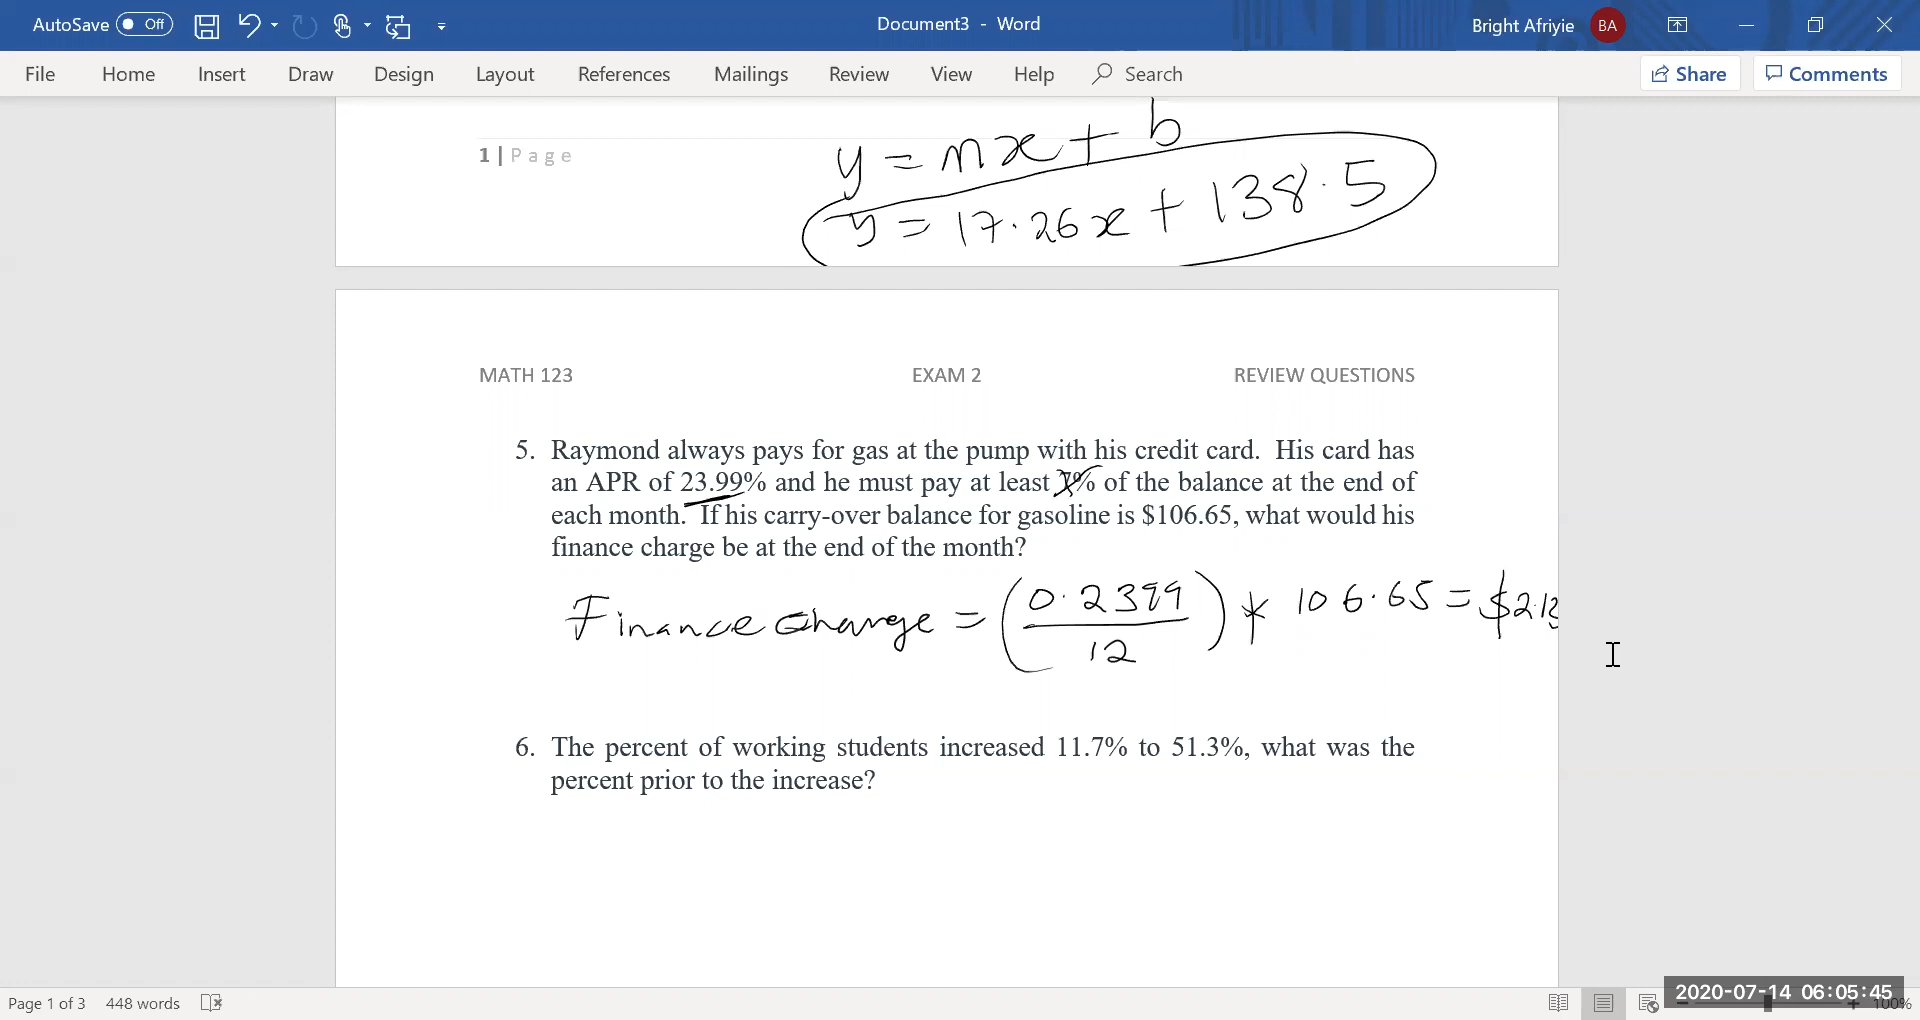 AutoSave Off
Document3 - Word
Bright Afriyie BA
File Home Insert Draw Design Layout References Mailings Review View Help Search Share Comments
y = mx + b
1 | Page
y = 17.26x + 138.5
MATH 123 EXAM 2 REVIEW QUESTIONS
5. Raymond always pays for gas at the pump with his credit card. His card has
an APR of 23.99% and he must pay at least 7% of the balance at the end of
each month. If his carry-over balance for gasoline is $106.65, what would his
finance charge be at the end of the month?
Finance Charge = (0.2399 / 12) * 106.65 = $2.13
6. The percent of working students increased 11.7% to 51.3%, what was the
percent prior to the increase?
Page 1 of 3 448 words
2020-07-14 06:05:45
100%